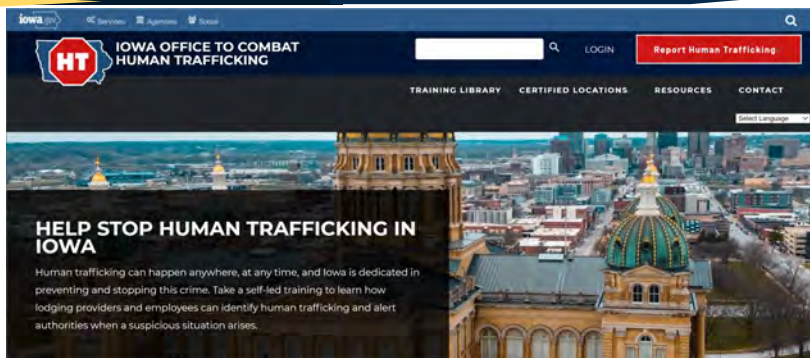 iowa.gov Services Agencies Social
HT
IOWA OFFICE TO COMBAT
HUMAN TRAFFICKING
LOGIN
Report Human Trafficking
TRAINING LIBRARY CERTIFIED LOCATIONS RESOURCES CONTACT
Select Language
HELP STOP HUMAN TRAFFICKING IN
IOWA
Human trafficking can happen anywhere, at any time, and Iowa is dedicated in
preventing and stopping this crime. Take a self-led training to learn how
lodging providers and employees can identify human trafficking and alert
authorities when a suspicious situation arises.